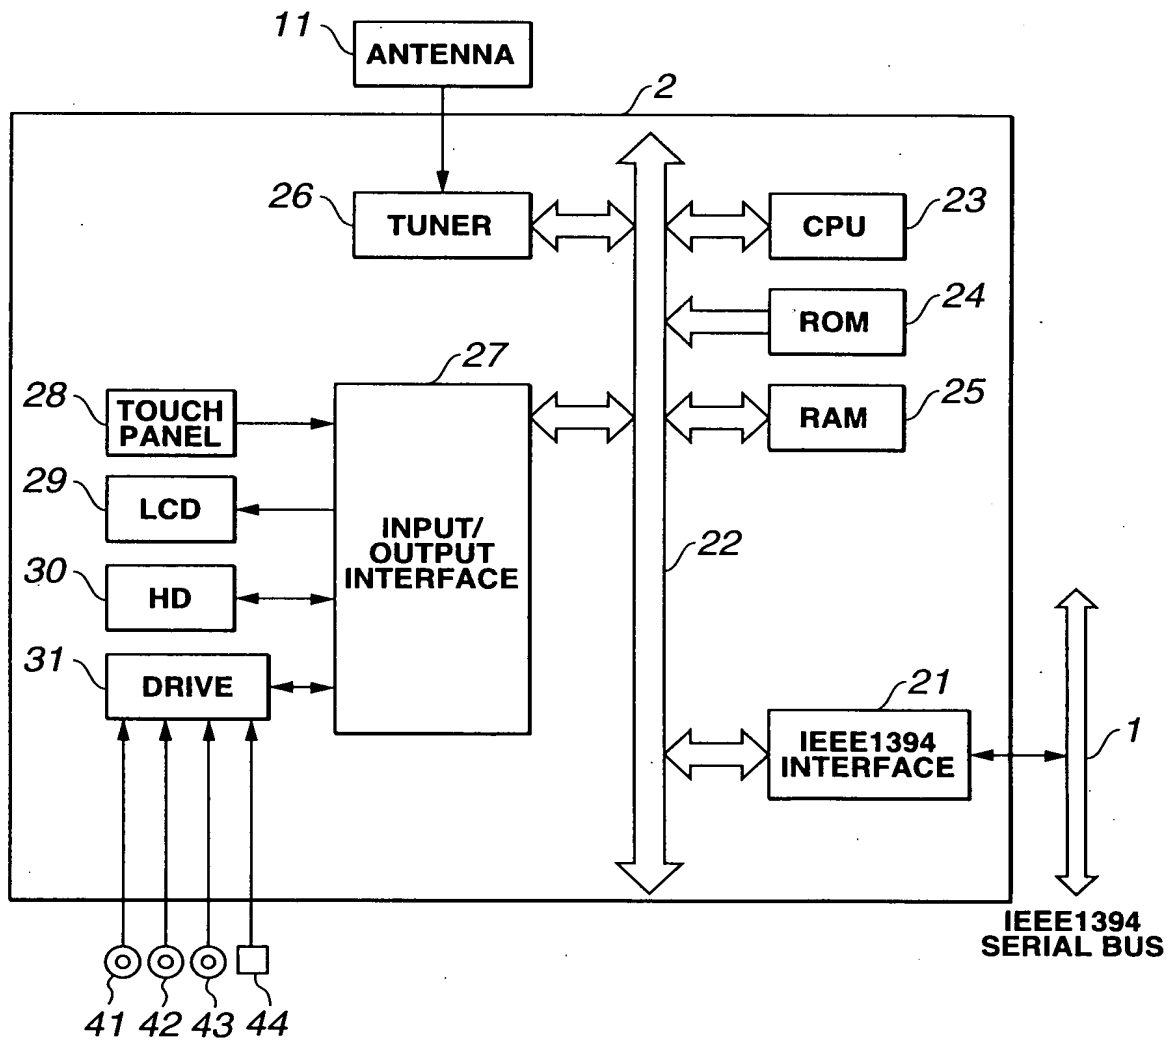 11
ANTENNA
2
26
TUNER
23
CPU
24
ROM
27
28
TOUCH
PANEL
25
RAM
29
LCD
INPUT/
OUTPUT
INTERFACE
22
30
HD
31
DRIVE
21
IEEE1394
INTERFACE
1
IEEE1394
SERIAL BUS
41
42
43
44